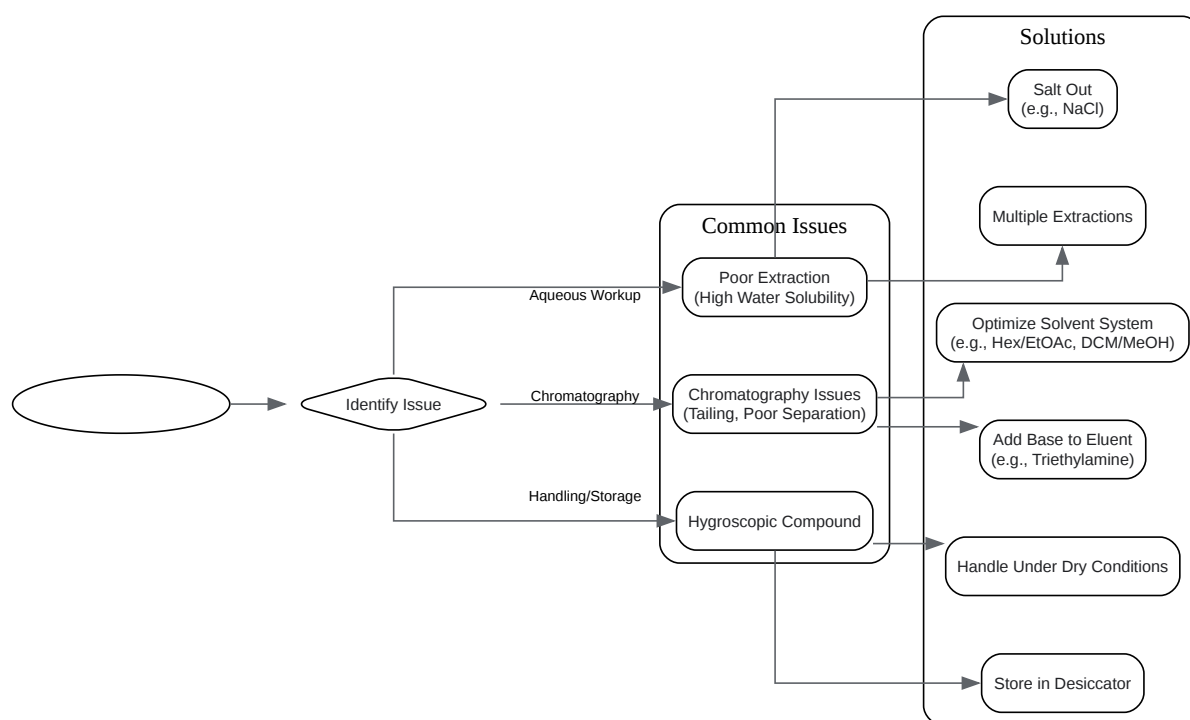 Solutions
Salt Out
(e.g., NaCl)
Multiple Extractions
Common Issues
Poor Extraction
(High Water Solubility)
Aqueous Workup
Optimize Solvent System
(e.g., Hex/EtOAc, DCM/MeOH)
Identify Issue
Chromatography
Chromatography Issues
(Tailing, Poor Separation)
Add Base to Eluent
(e.g., Triethylamine)
Handling/Storage
Hygroscopic Compound
Handle Under Dry Conditions
Store in Desiccator